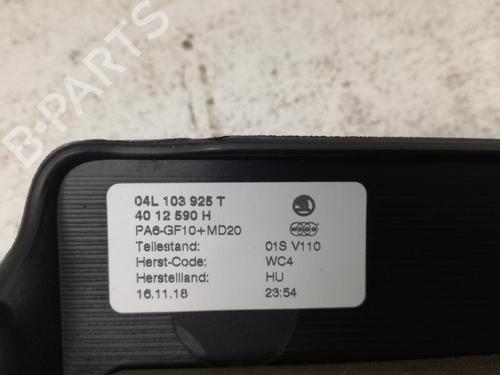 B-PARTS
04L 103 925 T
40 12 590 H
PA6-GF10+MD20
Teilestand: 01S V110
Herst-Code: WC4
Herstellland: HU
16.11.18 23:54